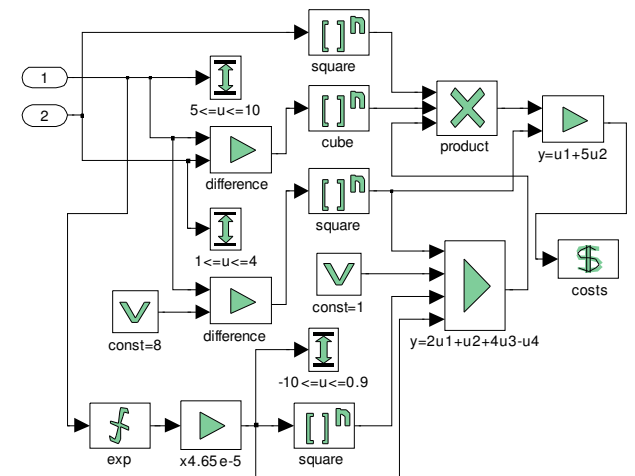 [ ]n
square
1
5<=u<=10
2
[ ]n
cube
product
y=u1+5u2
difference
[ ]n
square
1<=u<=4
$
costs
const=1
const=8
difference
y=2u1+u2+4u3-u4
-10<=u<=0.9
[ ]n
exp
x4.65e-5
square